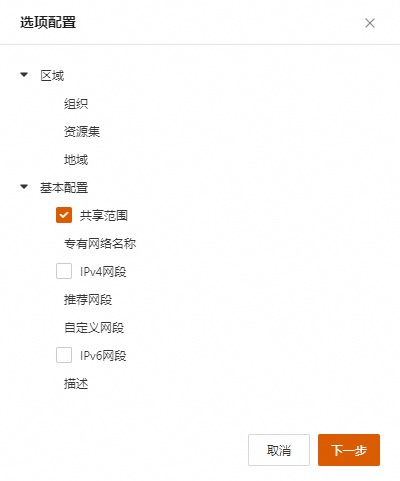 选项配置
区域
组织
资源集
地域
基本配置
共享范围
专有网络名称
IPv4网段
推荐网段
自定义网段
IPv6网段
描述
取消 下一步